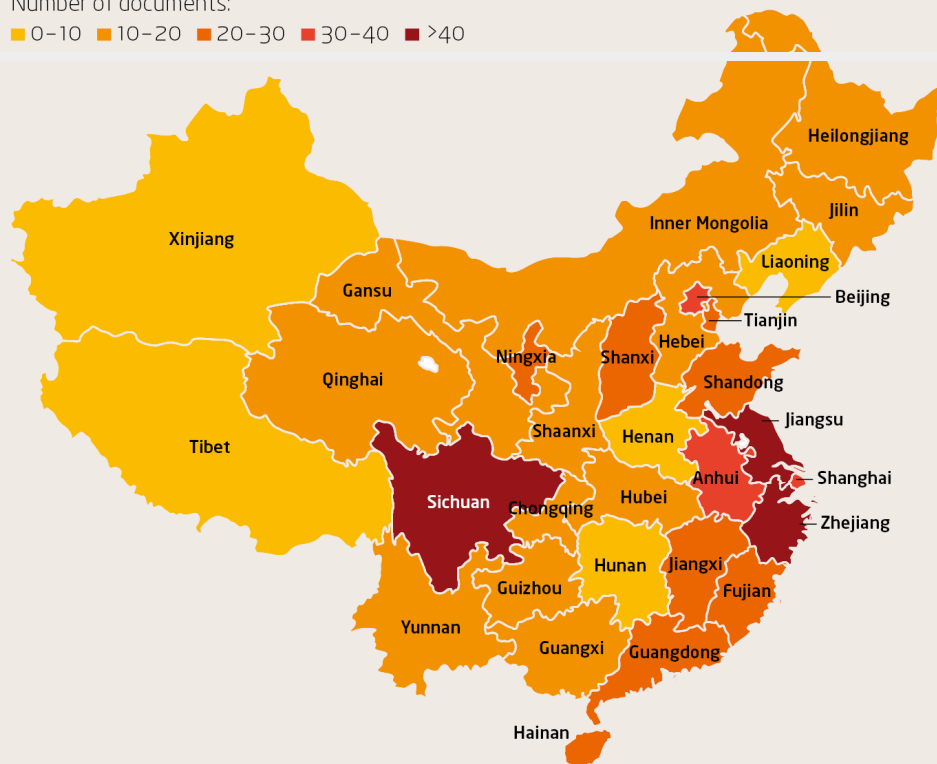 Number of documents:
0–10 10–20 20–30 30–40 >40
Heilongjiang
Jilin
Inner Mongolia
Xinjiang
Liaoning
Gansu
Beijing
Tianjin
Hebei
Ningxia
Shanxi
Qinghai
Shandong
Jiangsu
Shaanxi
Henan
Tibet
Anhui
Shanghai
Hubei
Sichuan
Chongqing
Zhejiang
Hunan
Jiangxi
Guizhou
Fujian
Yunnan
Guangxi
Guangdong
Hainan